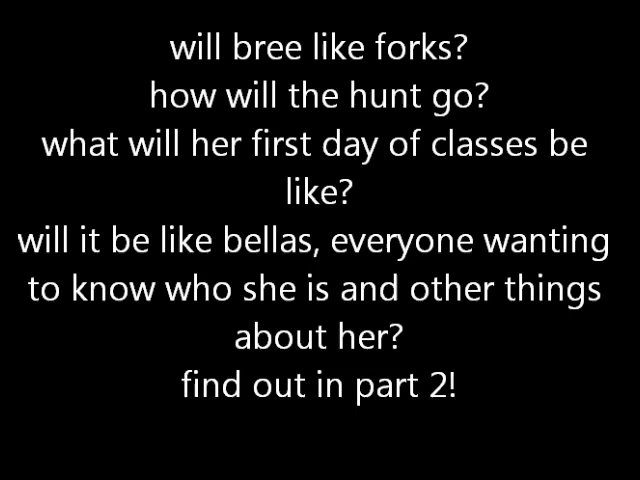 will bree like forks?
how will the hunt go?
what will her first day of classes be
like?
will it be like bellas, everyone wanting
to know who she is and other things
about her?
find out in part 2!